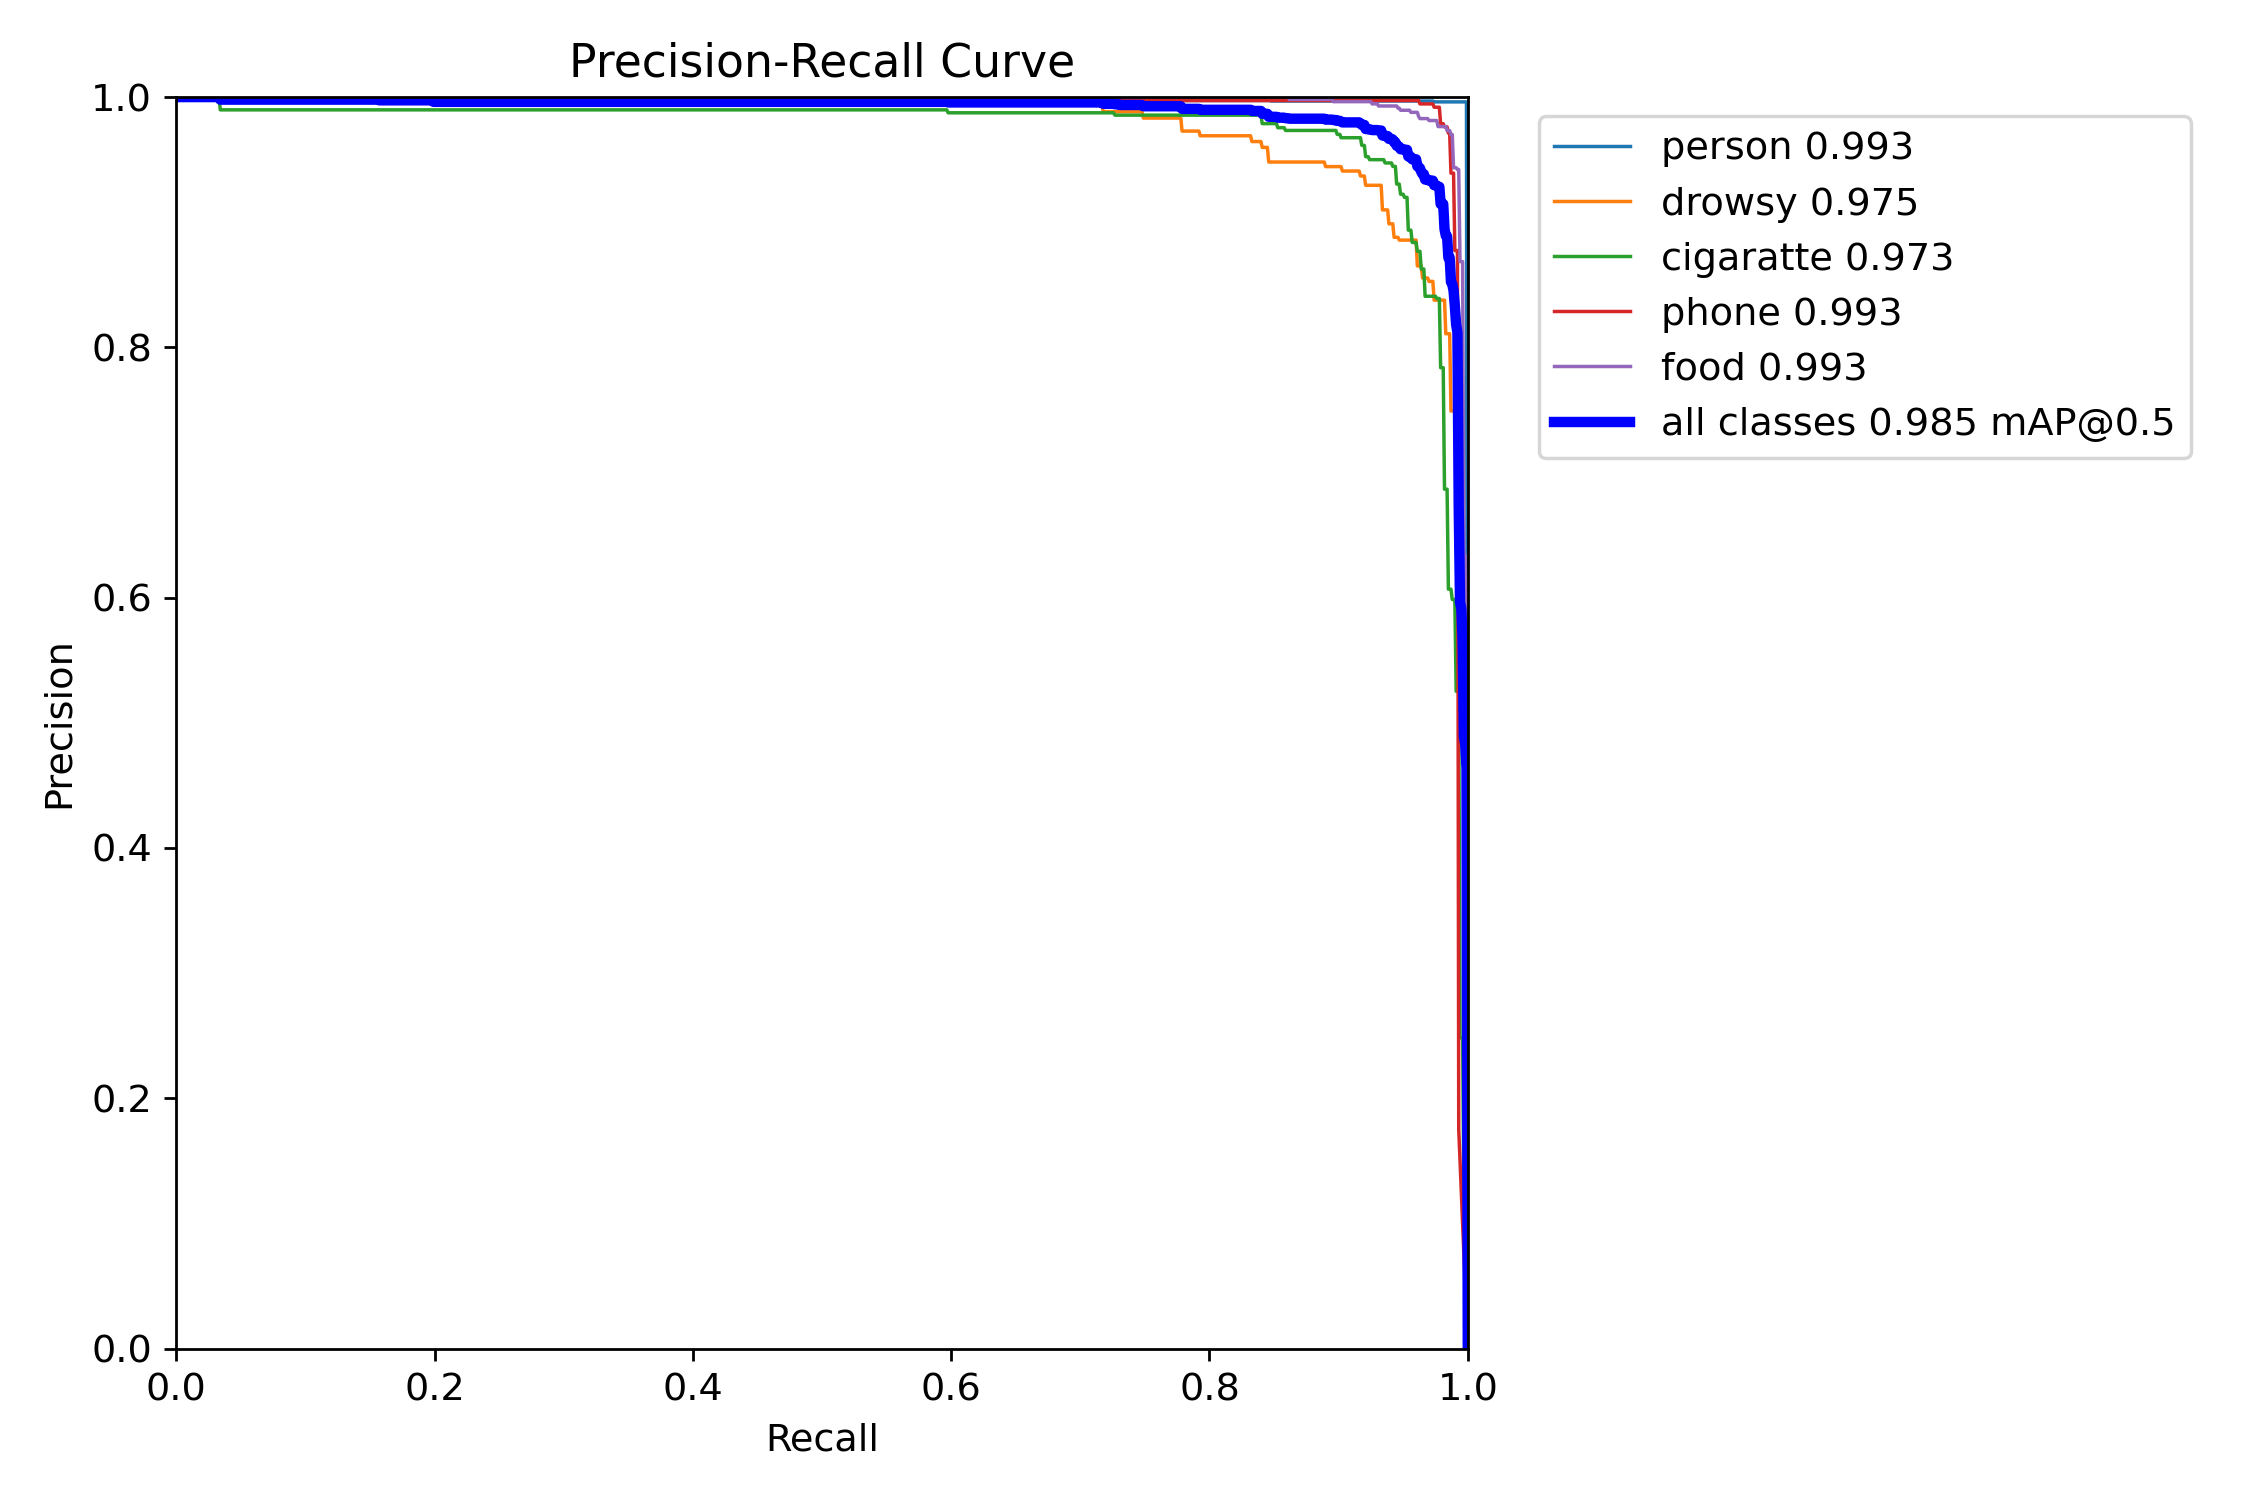 Precision-Recall Curve
1.0
0.8
0.6
0.4
0.2
0.0
Precision
0.0 0.2 0.4 0.6 0.8 1.0
Recall
person 0.993
drowsy 0.975
cigaratte 0.973
phone 0.993
food 0.993
all classes 0.985 mAP@0.5